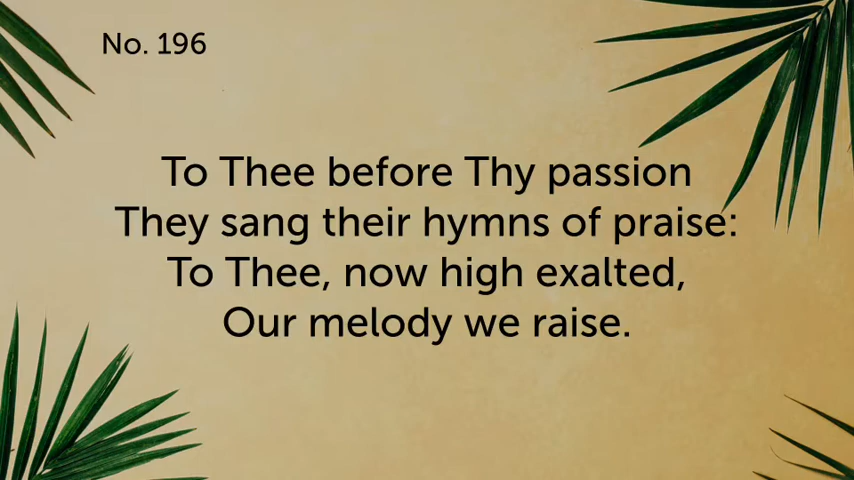 No. 196
To Thee before Thy passion
They sang their hymns of praise:
To Thee, now high exalted,
Our melody we raise.